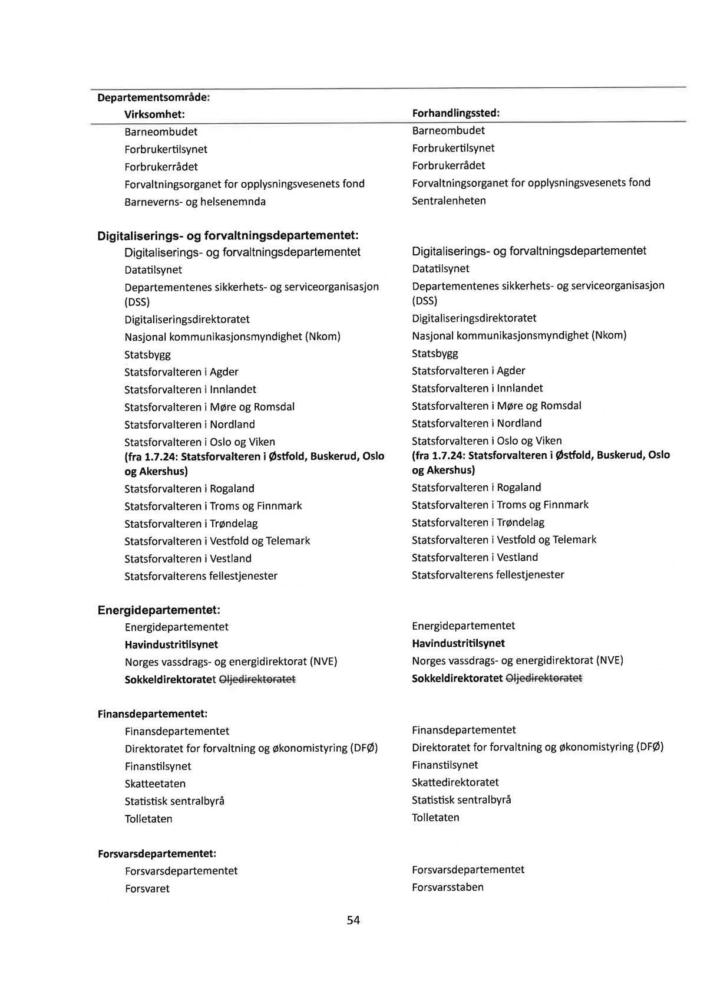 Departementsområde:
Virksomhet: Forhandlingssted:
Barneombudet Barneombudet
Forbrukertilsynet Forbrukertilsynet
Forbrukerrådet Forbrukerrådet
Forvaltningsorganet for opplysningsvesenets fond Forvaltningsorganet for opplysningsvesenets fond
Barneverns- og helsenemnda Sentralenheten
Digitaliserings- og forvaltningsdepartementet:
Digitaliserings- og forvaltningsdepartementet Digitaliserings- og forvaltningsdepartementet
Datatilsynet Datatilsynet
Departementenes sikkerhets- og serviceorganisasjon Departementenes sikkerhets- og serviceorganisasjon
(DSS) (DSS)
Digitaliseringsdirektoratet Digitaliseringsdirektoratet
Nasjonal kommunikasjonsmyndighet (Nkom) Nasjonal kommunikasjonsmyndighet (Nkom)
Statsbygg Statsbygg
Statsforvalteren i Agder Statsforvalteren i Agder
Statsforvalteren i Innlandet Statsforvalteren i Innlandet
Statsforvalteren i Møre og Romsdal Statsforvalteren i Møre og Romsdal
Statsforvalteren i Nordland Statsforvalteren i Nordland
Statsforvalteren i Oslo og Viken Statsforvalteren i Oslo og Viken
(fra 1.7.24: Statsforvalteren i Østfold, Buskerud, Oslo (fra 1.7.24: Statsforvalteren i Østfold, Buskerud, Oslo
og Akershus) og Akershus)
Statsforvalteren i Rogaland Statsforvalteren i Rogaland
Statsforvalteren i Troms og Finnmark Statsforvalteren i Troms og Finnmark
Statsforvalteren i Trøndelag Statsforvalteren i Trøndelag
Statsforvalteren i Vestfold og Telemark Statsforvalteren i Vestfold og Telemark
Statsforvalteren i Vestland Statsforvalteren i Vestland
Statsforvalterens fellestjenester Statsforvalterens fellestjenester
Energidepartementet:
Energidepartementet Energidepartementet
Havindustritilsynet Havindustritilsynet
Norges vassdrags- og energidirektorat (NVE) Norges vassdrags- og energidirektorat (NVE)
Sokkeldirektoratet Oljedirektoratet Sokkeldirektoratet Oljedirektoratet
Finansdepartementet:
Finansdepartementet Finansdepartementet
Direktoratet for forvaltning og økonomistyring (DFØ) Direktoratet for forvaltning og økonomistyring (DFØ)
Finanstilsynet Finanstilsynet
Skatteetaten Skattedirektoratet
Statistisk sentralbyrå Statistisk sentralbyrå
Tolletaten Tolletaten
Forsvarsdepartementet:
Forsvarsdepartementet Forsvarsdepartementet
Forsvaret Forsvarsstaben
54